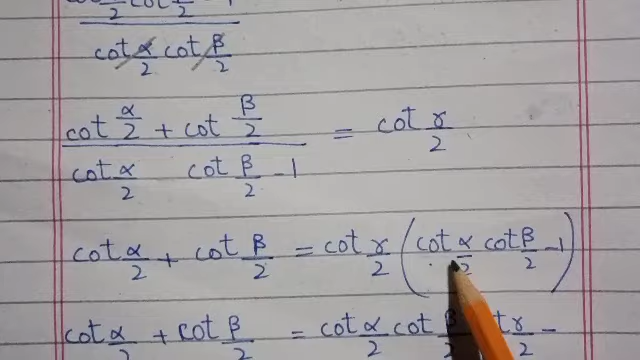 cot α/2 cot β/2
cot α/2 + cot β/2 = cot γ/2
cot α/2 cot β/2 - 1
cot α/2 + cot β/2 = cot γ/2 ( cot α/2 cot β/2 - 1 )
cot α/2 + cot β/2 = cot α/2 cot γ/2 -